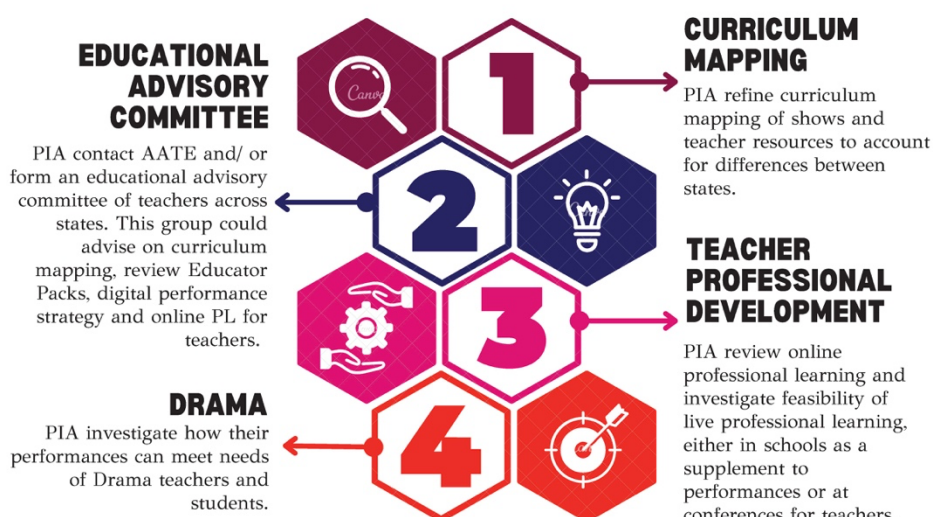 1
CURRICULUM
MAPPING
PIA refine curriculum
mapping of shows and
teacher resources to account
for differences between
states.
2
EDUCATIONAL
ADVISORY
COMMITTEE
PIA contact AATE and/ or
form an educational advisory
committee of teachers across
states. This group could
advise on curriculum
mapping, review Educator
Packs, digital performance
strategy and online PL for
teachers.
3
TEACHER
PROFESSIONAL
DEVELOPMENT
PIA review online
professional learning and
investigate feasibility of
live professional learning,
either in schools as a
supplement to
performances or at
conferences for teachers
4
DRAMA
PIA investigate how their
performances can meet needs
of Drama teachers and
students.
Canva